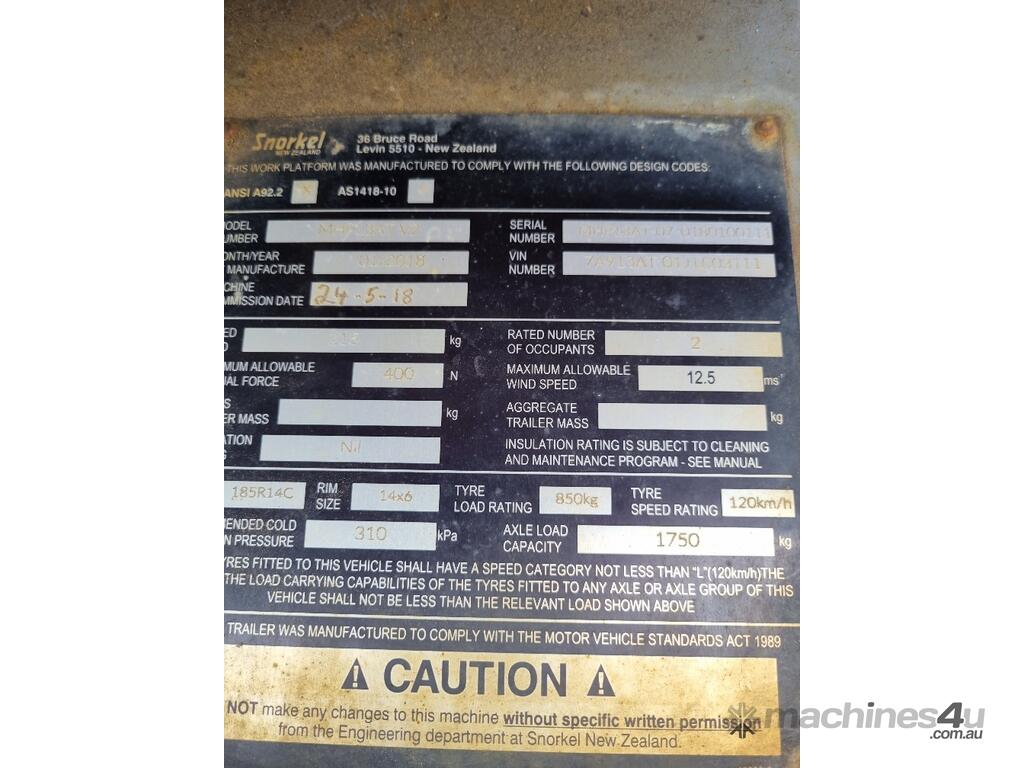 Snorkel
NEW ZEALAND
36 Bruce Road
Levin 5510 - New Zealand
THIS WORK PLATFORM WAS MANUFACTURED TO COMPLY WITH THE FOLLOWING DESIGN CODES:
ANSI A92.2 AS1418-10
SERIAL
NUMBER
VIN
NUMBER
MANUFACTURE 01/2018
DATE 24-5-18
kg
RATED NUMBER
OF OCCUPANTS 2
ALLOWABLE
FORCE 400 N
MAXIMUM ALLOWABLE
WIND SPEED 12.5 ms
MASS kg
AGGREGATE
TRAILER MASS kg
Nil
INSULATION RATING IS SUBJECT TO CLEANING
AND MAINTENANCE PROGRAM - SEE MANUAL
185R14C RIM
SIZE 14x6 TYRE
LOAD RATING 850kg TYRE
SPEED RATING 120km/h
COLD
PRESSURE 310 kPa
AXLE LOAD
CAPACITY 1750 kg
YRES FITTED TO THIS VEHICLE SHALL HAVE A SPEED CATEGORY NOT LESS THAN "L"(120km/h)THE
THE LOAD CARRYING CAPABILITIES OF THE TYRES FITTED TO ANY AXLE OR AXLE GROUP OF THIS
VEHICLE SHALL NOT BE LESS THAN THE RELEVANT LOAD SHOWN ABOVE
TRAILER WAS MANUFACTURED TO COMPLY WITH THE MOTOR VEHICLE STANDARDS ACT 1989
CAUTION
NOT make any changes to this machine without specific written permission
from the Engineering department at Snorkel New Zealand.
machines4u
.com.au